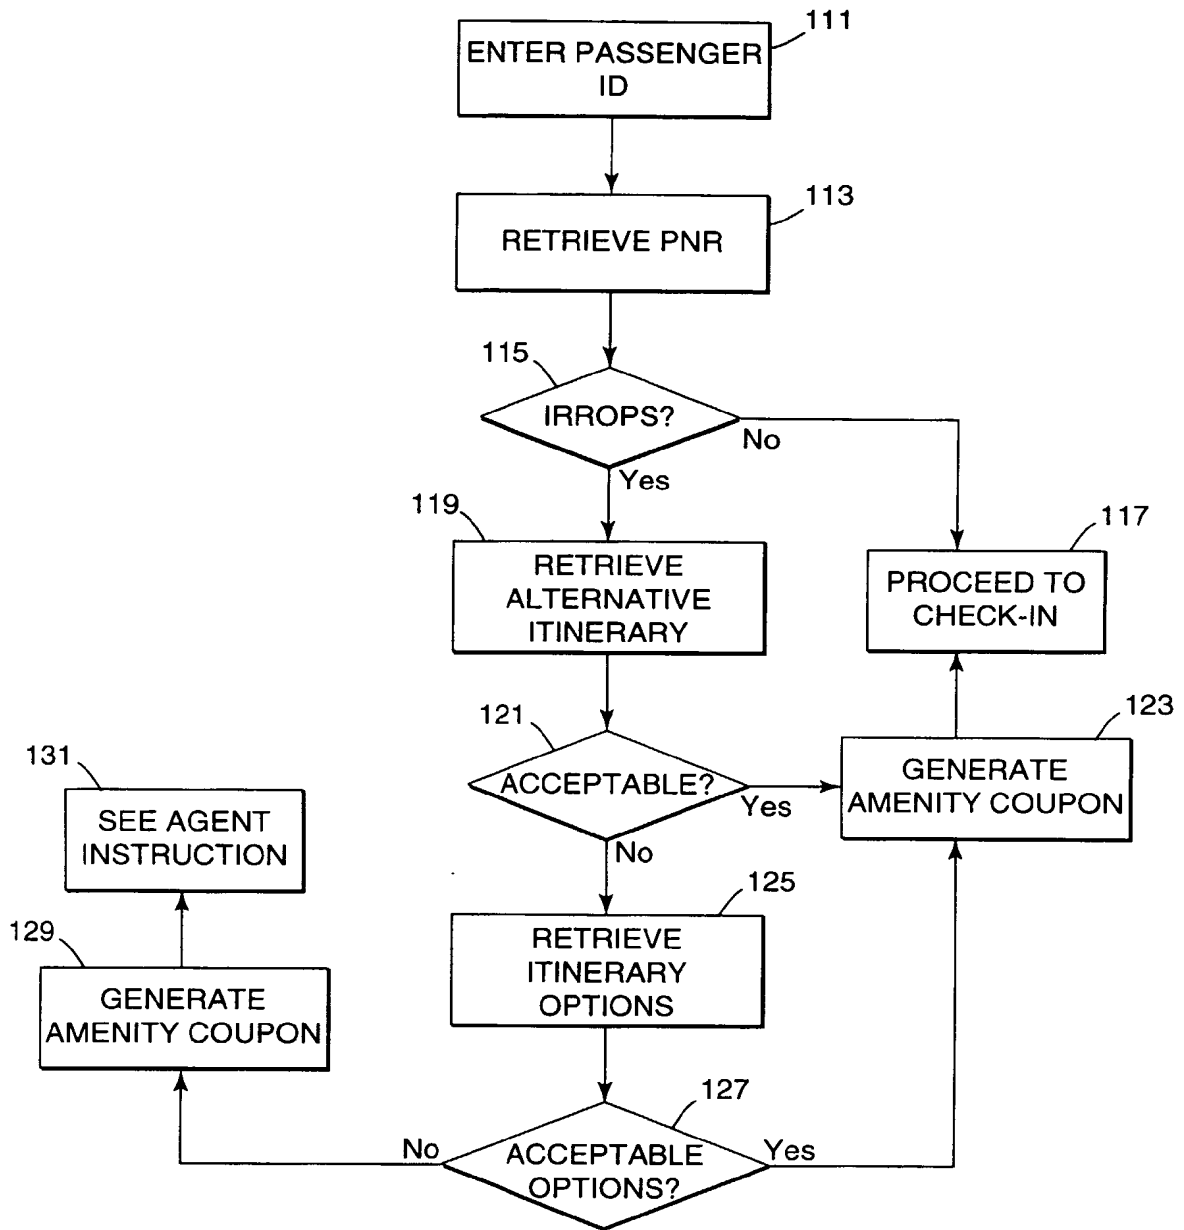 111
ENTER PASSENGER
ID
113
RETRIEVE PNR
115
IRROPS?
No
Yes
119
RETRIEVE
ALTERNATIVE
ITINERARY
117
PROCEED TO
CHECK-IN
121
ACCEPTABLE?
Yes
No
123
GENERATE
AMENITY COUPON
131
SEE AGENT
INSTRUCTION
125
RETRIEVE
ITINERARY
OPTIONS
129
GENERATE
AMENITY COUPON
127
No
ACCEPTABLE
OPTIONS?
Yes